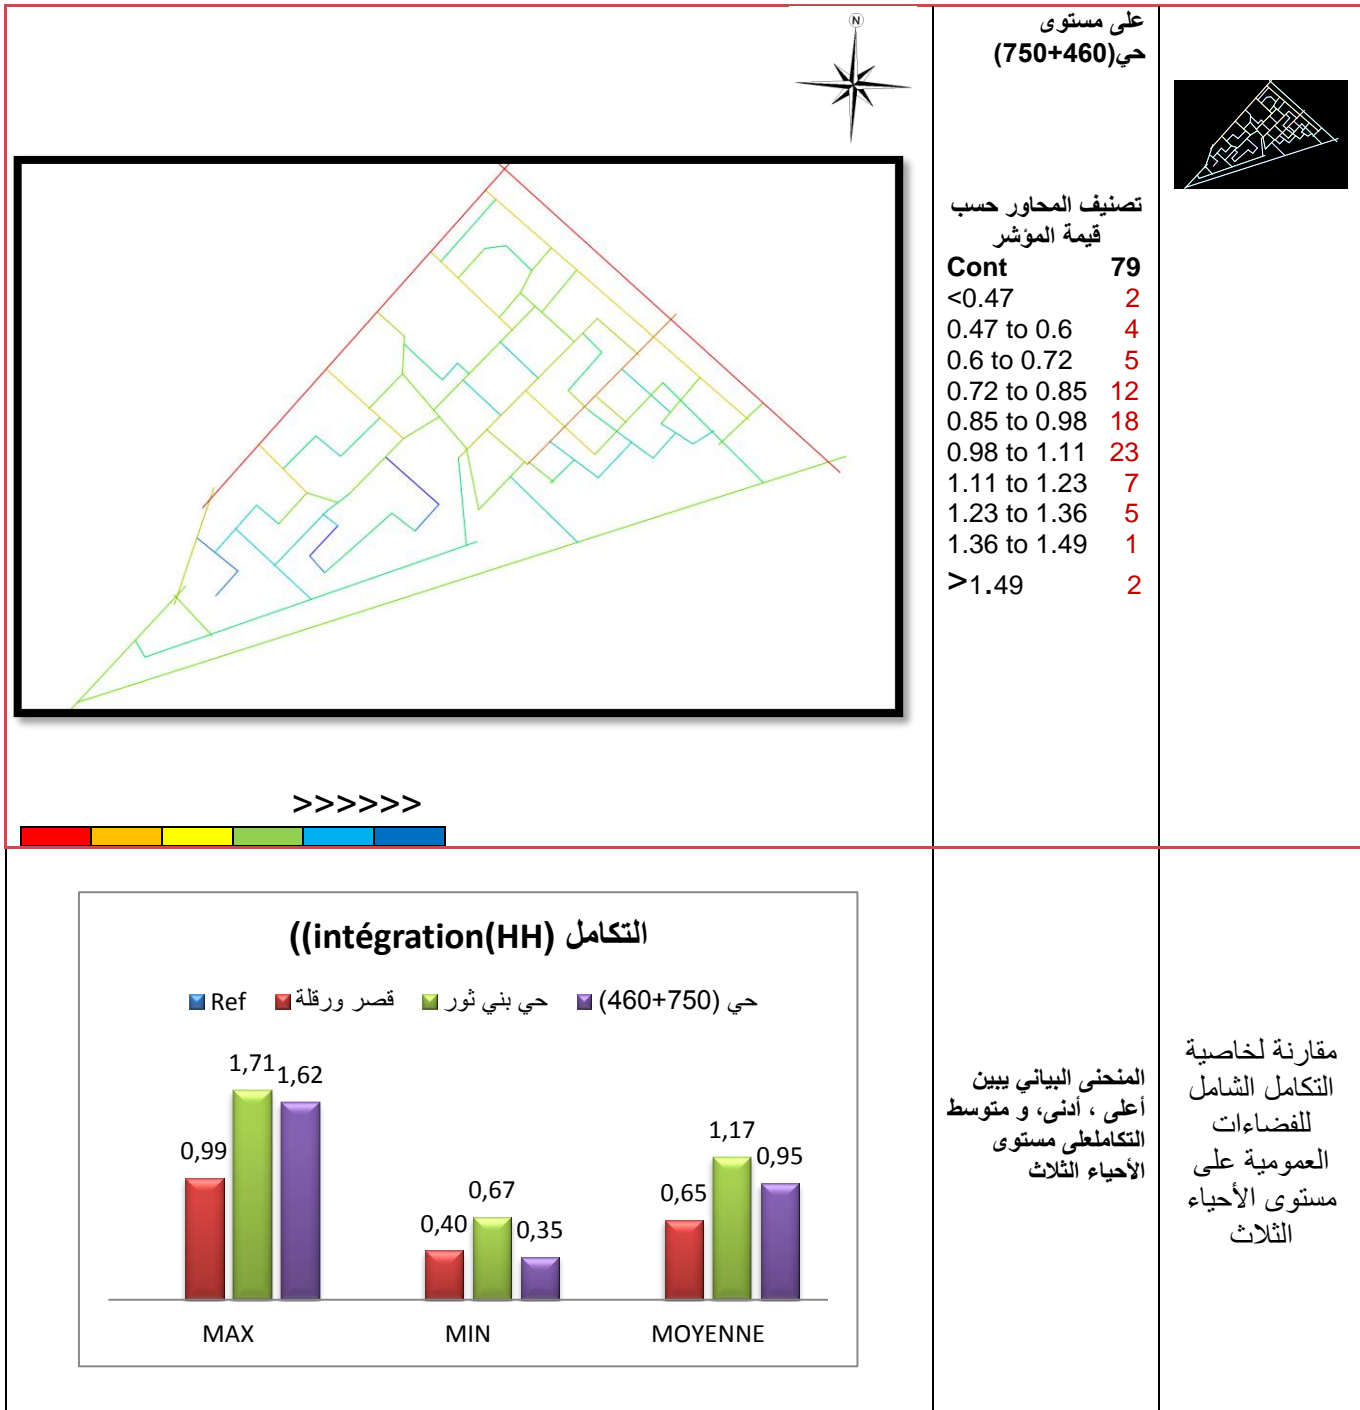 N
على مستوى
حي(460+750)
تصنيف المحاور حسب
قيمة المؤشر
Cont 79
<0.47 2
0.47 to 0.6 4
0.6 to 0.72 5
0.72 to 0.85 12
0.85 to 0.98 18
0.98 to 1.11 23
1.11 to 1.23 7
1.23 to 1.36 5
1.36 to 1.49 1
>1.49 2
>>>>>>
التكامل (intégration(HH))
Ref قصر ورقلة حي بني ثور حي (460+750)
1,71
1,62
0,99
0,67
0,40
0,35
1,17
0,95
0,65
MAX MIN MOYENNE
المنحنى البياني يبين
أعلى ، أدنى، و متوسط
التكاملعلى مستوى
الأحياء الثلاث
مقارنة لخاصية
التكامل الشامل
للفضاءات
العمومية على
مستوى الأحياء
الثلاث